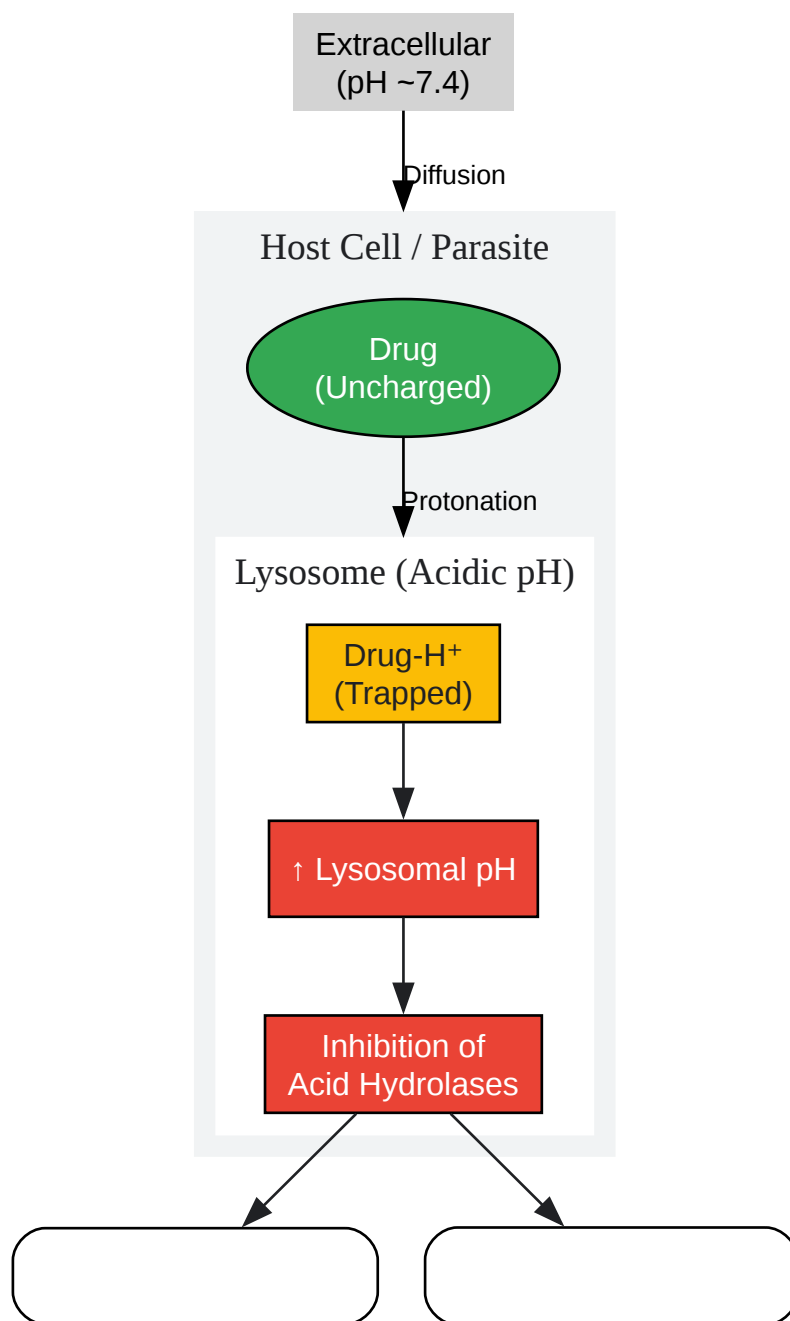 Extracellular
(pH ~7.4)
Diffusion
Host Cell / Parasite
Drug
(Uncharged)
Protonation
Lysosome (Acidic pH)
Drug-H⁺
(Trapped)
↑ Lysosomal pH
Inhibition of
Acid Hydrolases